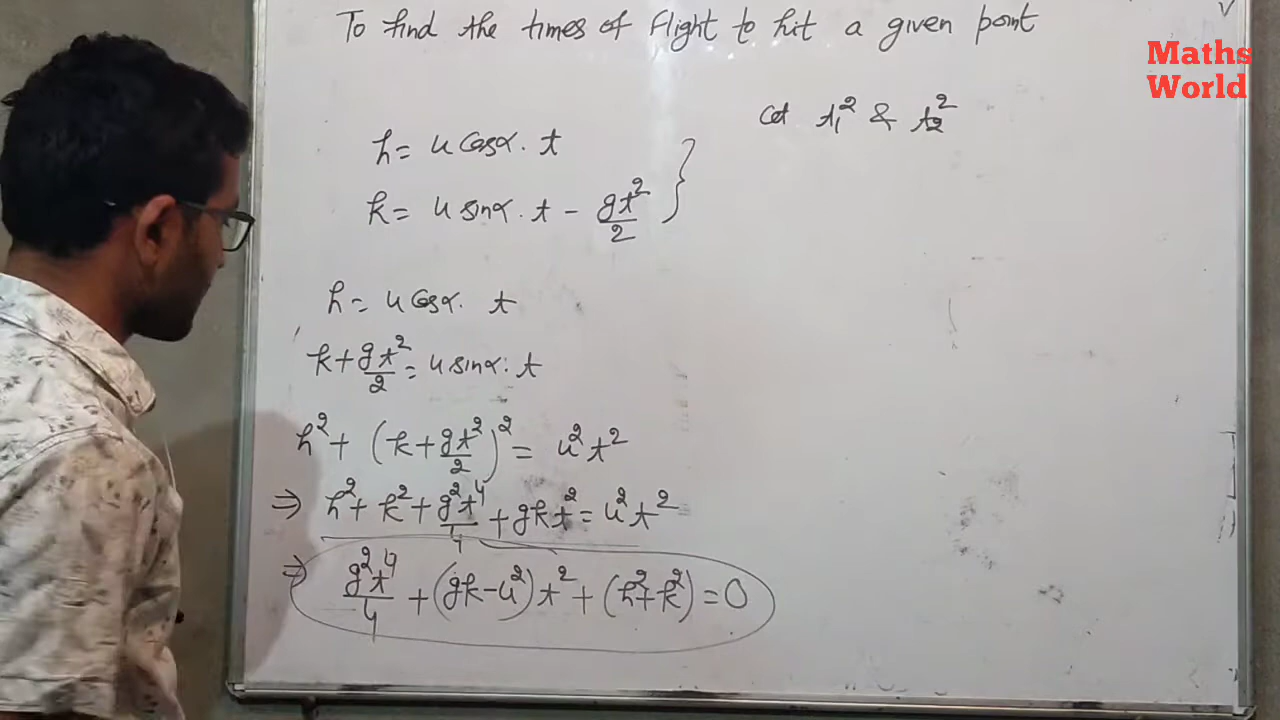 To find the times of flight to hit a given point
Maths
World
Let t₁² & t₂²
h = u cosα. t
k = u sinα. t - gt²/2 }
h = u cosα. t
k + gt²/2 = u sinα. t
h² + (k + gt²/2)² = u²t²
⇒ h² + k² + g²t⁴/4 + gkt² = u²t²
⇒ g²t⁴/4 + (gk-u²)t² + (h²+k²) = 0